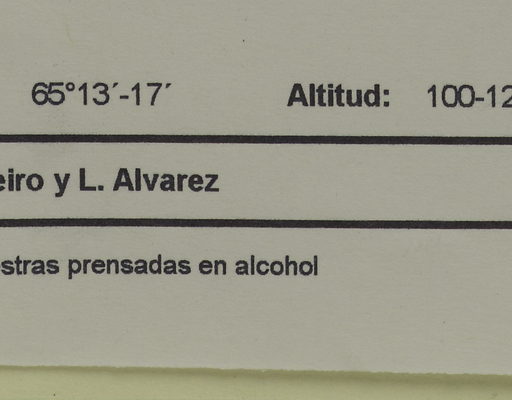 65°13´-17´ Altitud: 100-12
eiro y L. Alvarez
stras prensadas en alcohol